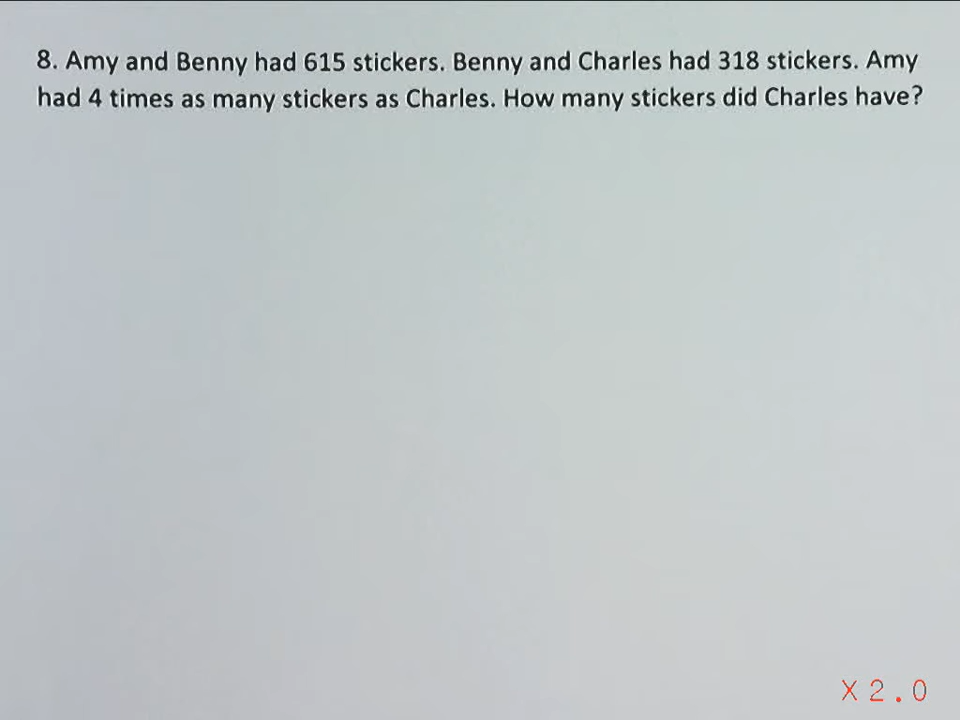 8. Amy and Benny had 615 stickers. Benny and Charles had 318 stickers. Amy
had 4 times as many stickers as Charles. How many stickers did Charles have?
X2.0